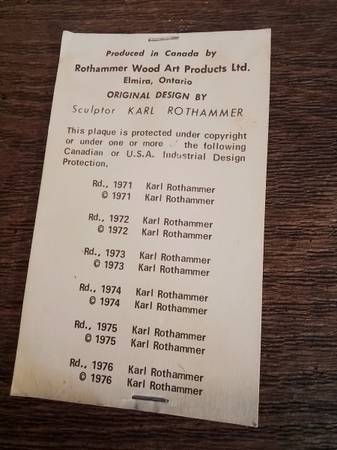 Produced in Canada by
Rothammer Wood Art Products Ltd.
Elmira, Ontario
ORIGINAL DESIGN BY
Sculptor KARL ROTHAMMER
This plaque is protected under copyright
or under one or more the following
Canadian or U.S.A. Industrial Design
Protection,
Rd., 1971 Karl Rothammer
© 1971 Karl Rothammer
Rd., 1972 Karl Rothammer
© 1972 Karl Rothammer
Rd., 1973 Karl Rothammer
© 1973 Karl Rothammer
Rd., 1974 Karl Rothammer
© 1974 Karl Rothammer
Rd., 1975 Karl Rothammer
© 1975 Karl Rothammer
Rd., 1976 Karl Rothammer
© 1976 Karl Rothammer